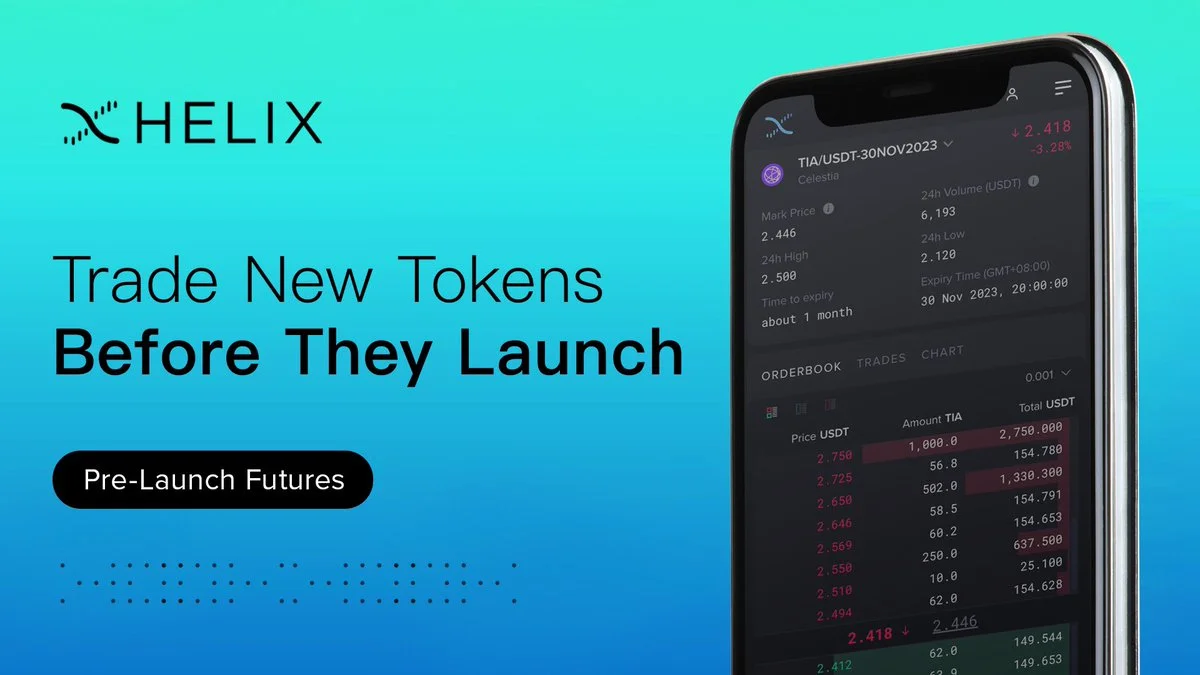 HELIX
Trade New Tokens
Before They Launch
Pre-Launch Futures
TIA/USDT-30NOV2023
Celestia
2.418
-3.28%
Mark Price
2.446
24h Volume (USDT)
6,193
24h High
2.500
24h Low
2.120
Time to expiry
about 1 month
Expiry Time (GMT+08:00)
30 Nov 2023, 20:00:00
ORDERBOOK TRADES CHART
0.001
Price USDT Amount TIA Total USDT
2.750 1,000.0 2,750.000
2.725 56.8 154.780
2.650 502.0 1,330.300
2.646 58.5 154.791
2.569 60.2 154.653
2.550 250.0 637.500
2.510 10.0 25.100
2.494 62.0 154.628
2.418 ↓ 2.446
2.412 62.0 149.544
149.653